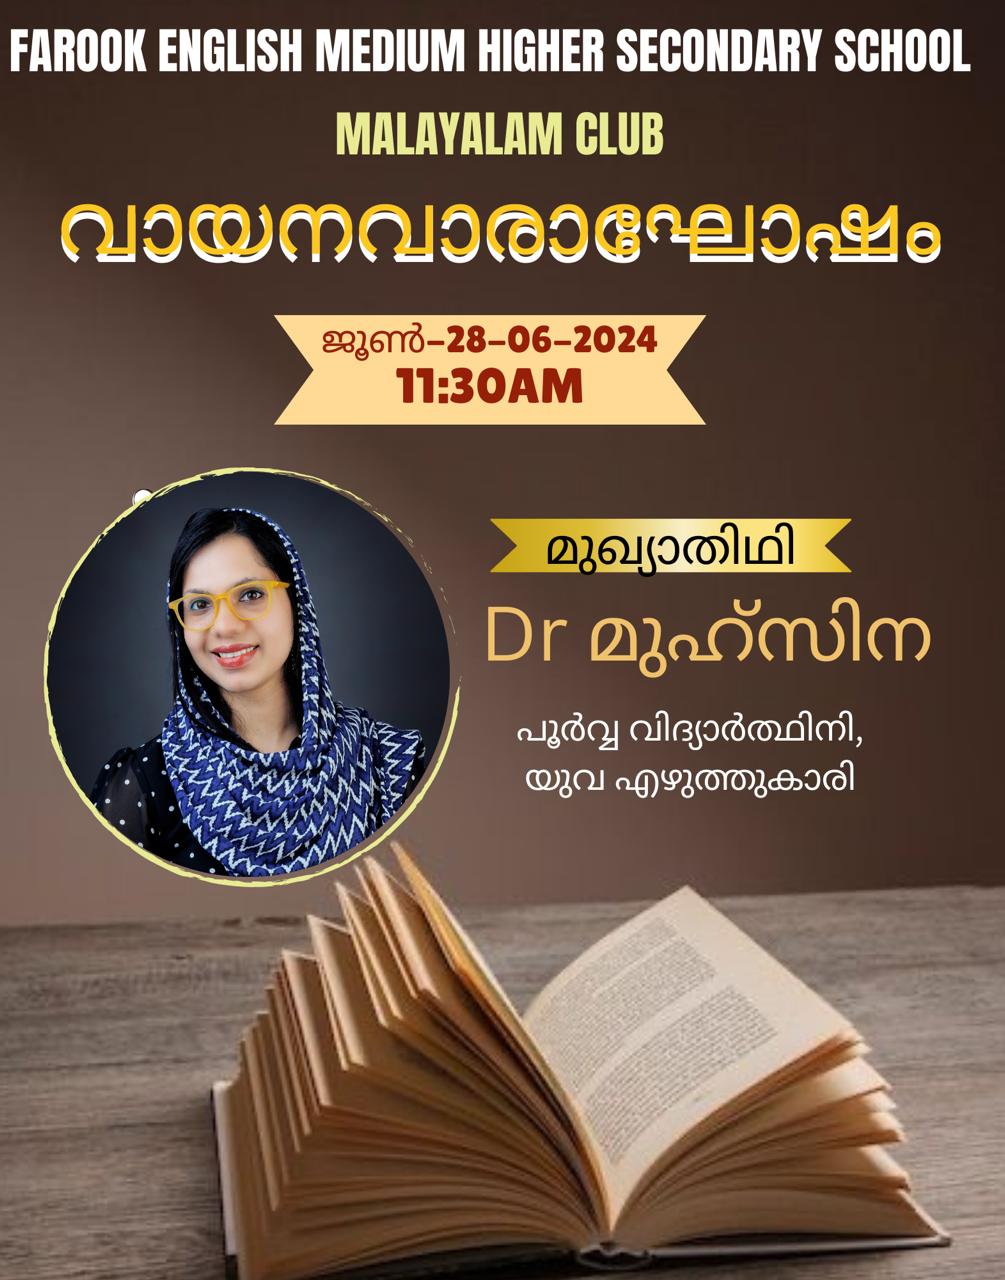 FAROOK ENGLISH MEDIUM HIGHER SECONDARY SCHOOL
MALAYALAM CLUB
വായനവാരാഘോഷം
ജൂൺ-28-06-2024
11:30AM
മുഖ്യാതിഥി
Dr മുഹ്സിന
പൂർവ്വ വിദ്യാർത്ഥിനി,
യുവ എഴുത്തുകാരി